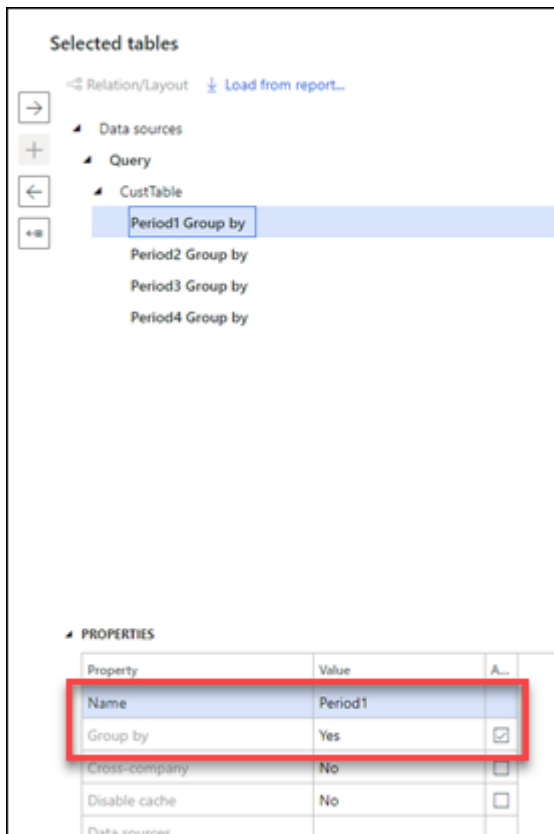 Selected tables
Relation/Layout Load from report...
Data sources
Query
CustTable
Period1 Group by
Period2 Group by
Period3 Group by
Period4 Group by
PROPERTIES
Property Value A...
Name Period1
Group by Yes
Cross-company No
Disable cache No
Data sources